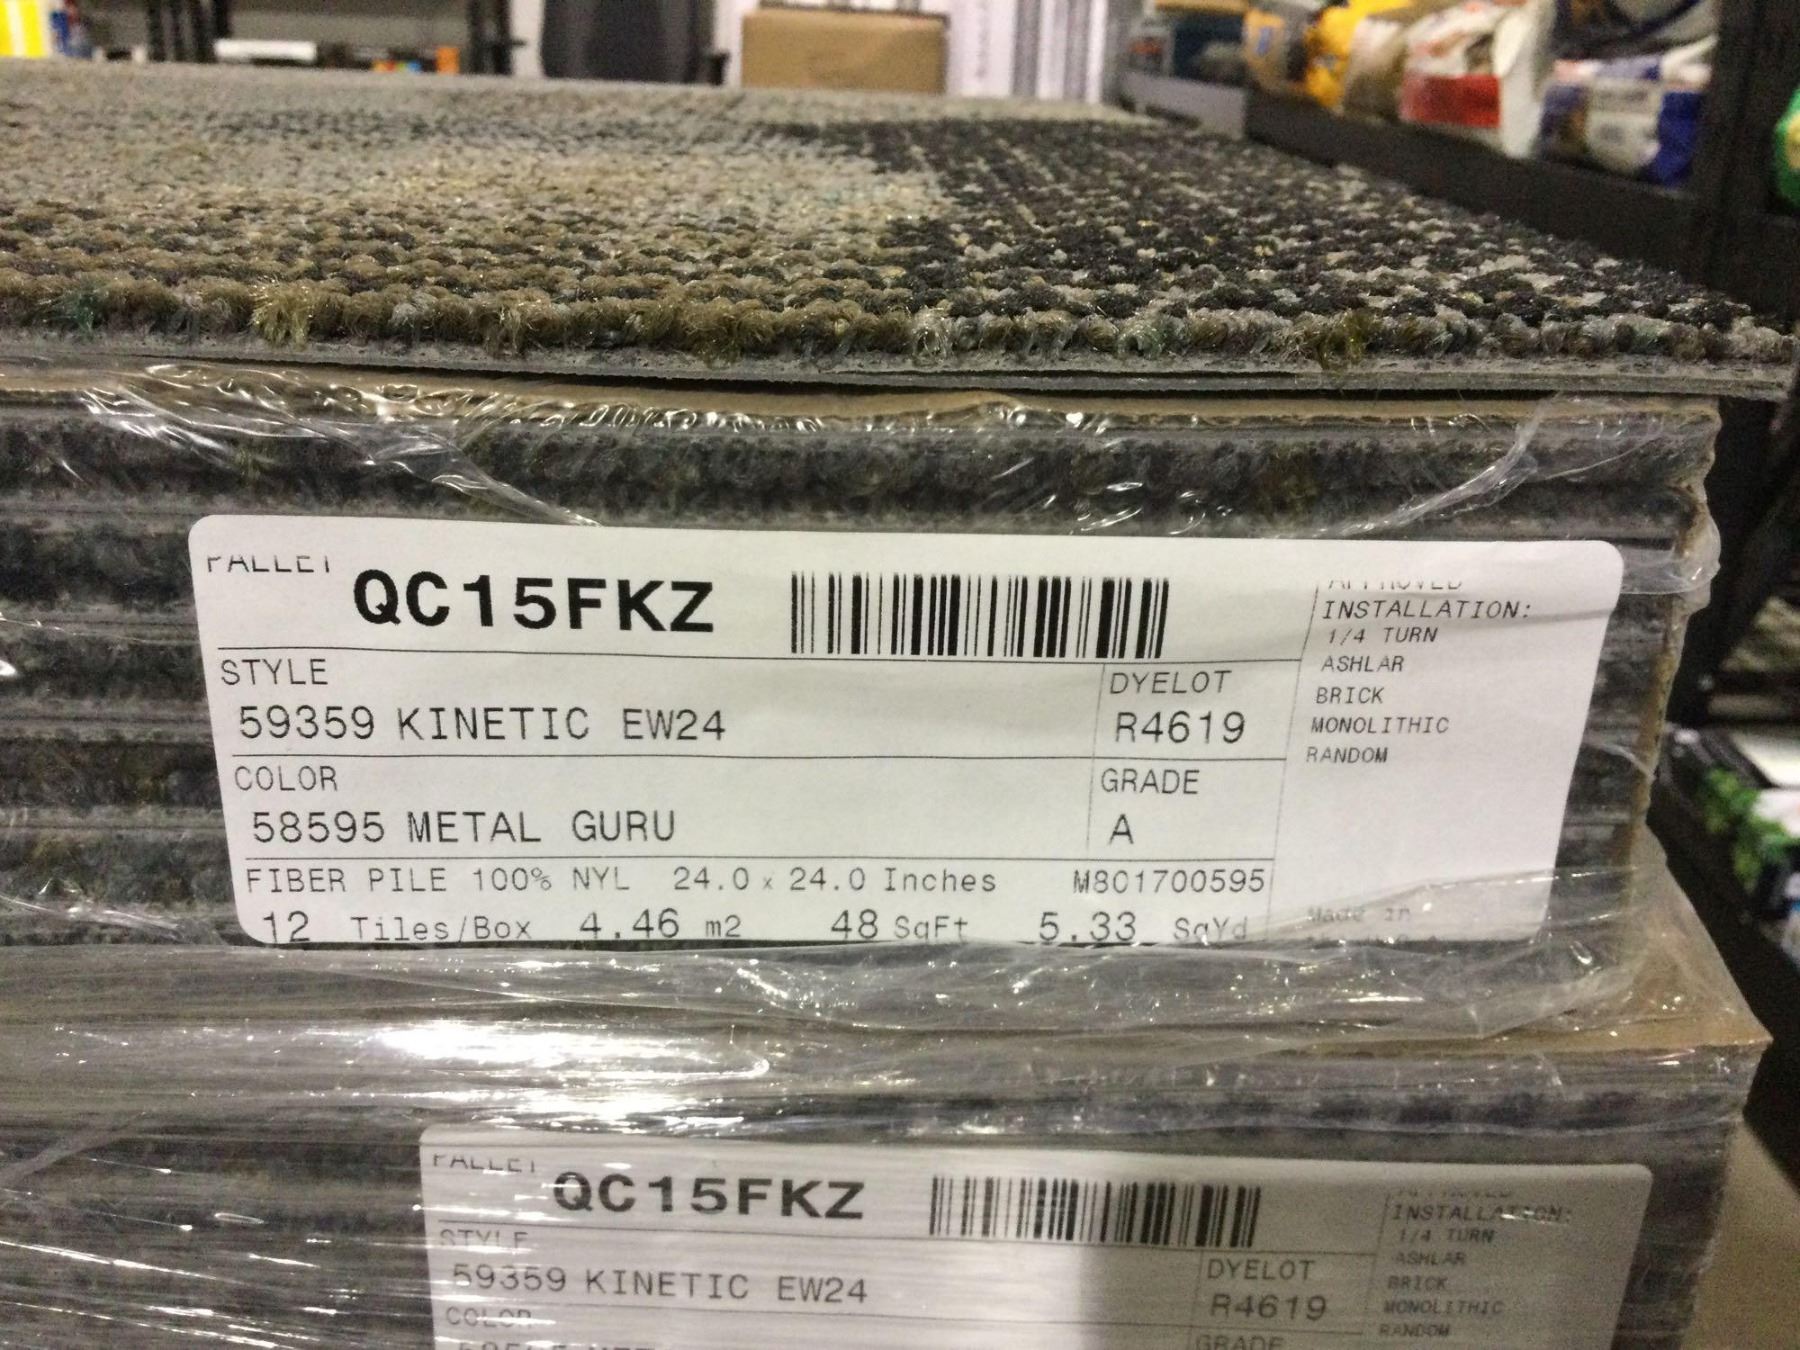 PALLET QC15FKZ
STYLE
59359 KINETIC EW24
DYELOT
R4619
COLOR
58595 METAL GURU
GRADE
A
FIBER PILE 100% NYL 24.0 x 24.0 Inches M801700595
12 Tiles/Box 4.46 m2 48 SqFt 5.33 SqYd
APPROVED
INSTALLATION:
1/4 TURN
ASHLAR
BRICK
MONOLITHIC
RANDOM
Made in
PALLET QC15FKZ
STYLE
59359 KINETIC EW24
DYELOT
R4619
COLOR
GRADE
INSTALLATION:
1/4 TURN
ASHLAR
BRICK
MONOLITHIC
RANDOM